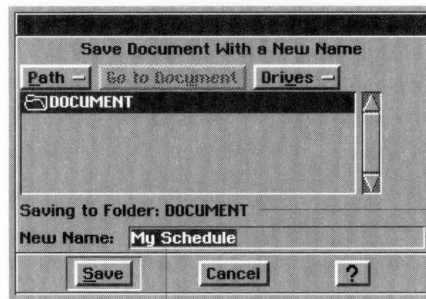 Save Document With a New Name
Path Go to Document Drives
DOCUMENT
Saving to Folder: DOCUMENT
New Name: My Schedule
Save Cancel ?